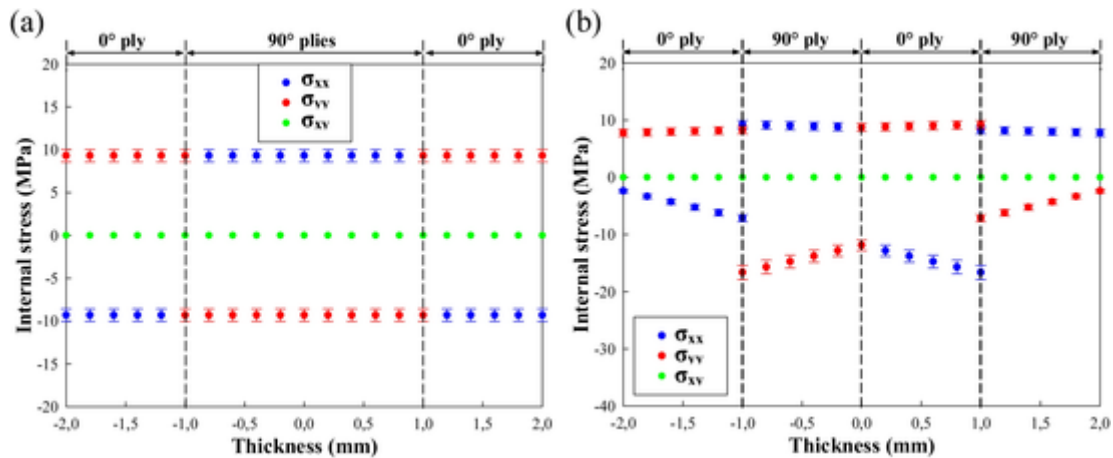 (a)
0° ply 90° plies 0° ply
20
15
10
5
0
-5
-10
-15
-20
Internal stress (MPa)
σxx
σyy
σxy
-2,0 -1,5 -1,0 -0,5 0,0 0,5 1,0 1,5 2,0
Thickness (mm)
(b)
0° ply 90° ply 0° ply 90° ply
20
10
0
-10
-20
-30
-40
Internal stress (MPa)
σxx
σyy
σxy
-2,0 -1,5 -1,0 -0,5 0,0 0,5 1,0 1,5 2,0
Thickness (mm)